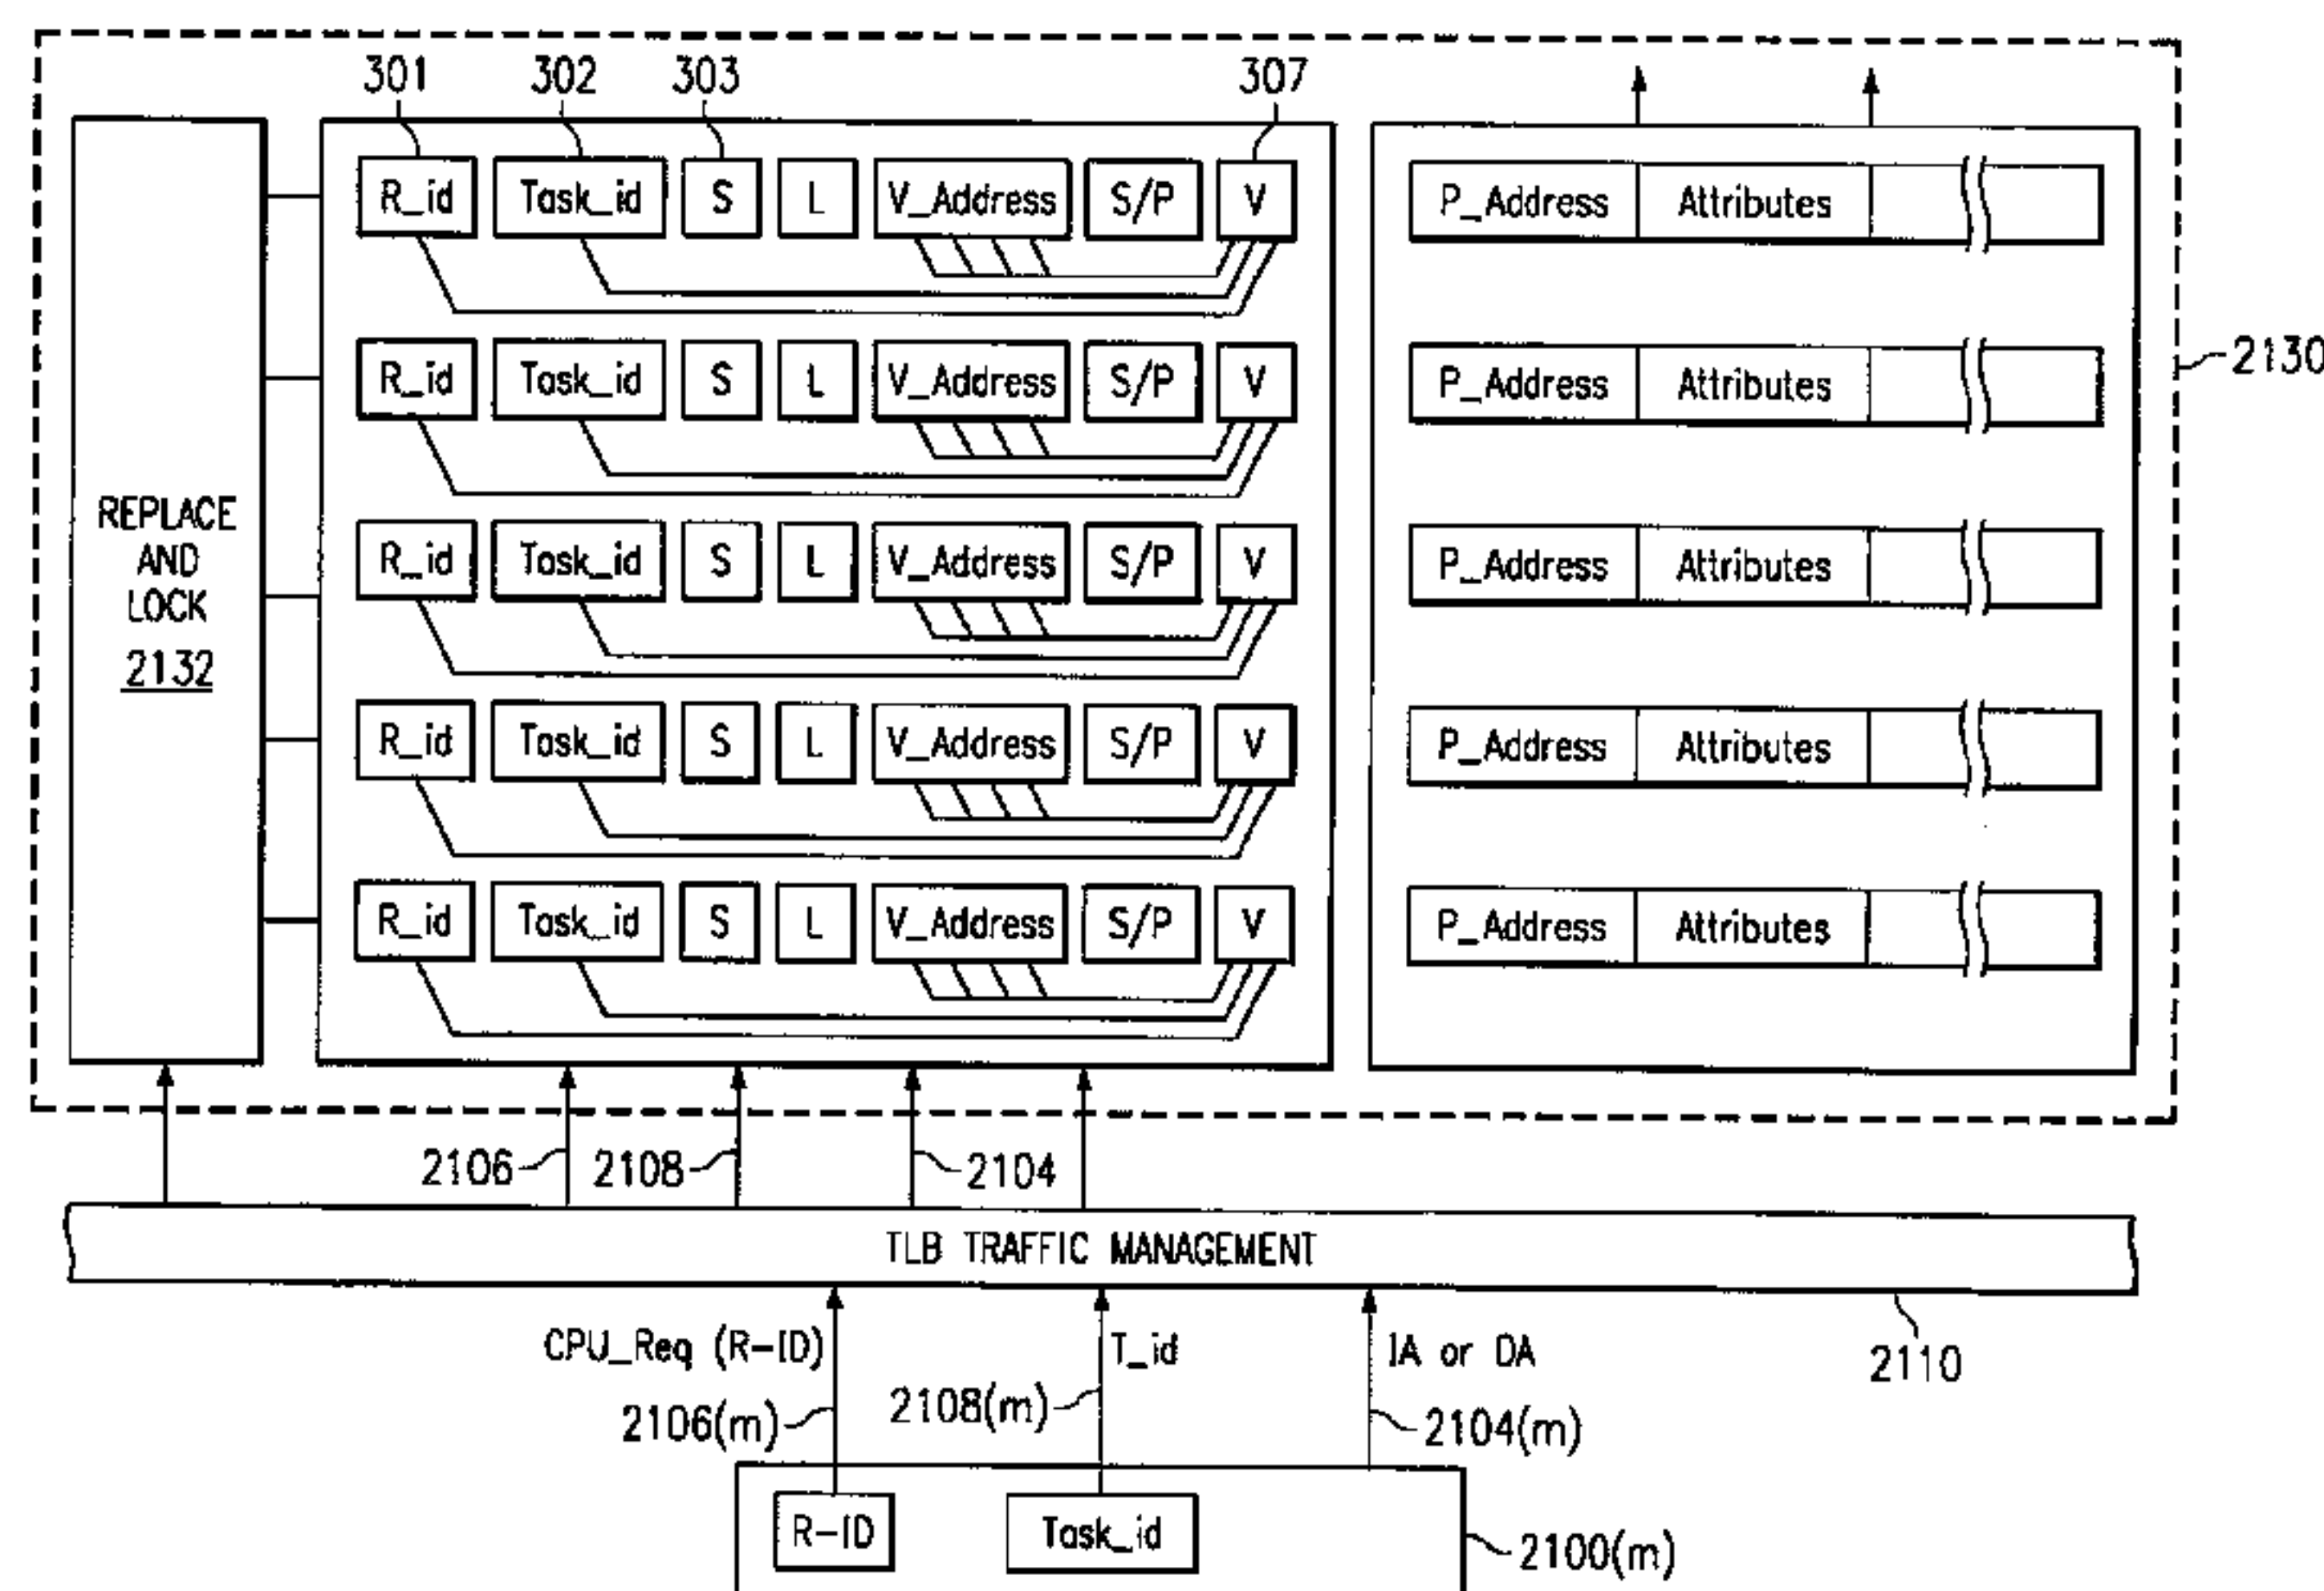 301 302 303 307
R_id Task_id S L V_Address S/P V P_Address Attributes
R_id Task_id S L V_Address S/P V P_Address Attributes
2130
REPLACE
AND
LOCK
2132
R_id Task_id S L V_Address S/P V P_Address Attributes
R_id Task_id S L V_Address S/P V P_Address Attributes
R_id Task_id S L V_Address S/P V P_Address Attributes
2106 2108 2104
TLB TRAFFIC MANAGEMENT
CPU_Req (R-ID) T_id IA or DA
2110
2106(m) 2108(m) 2104(m)
R-ID Task_id
2100(m)